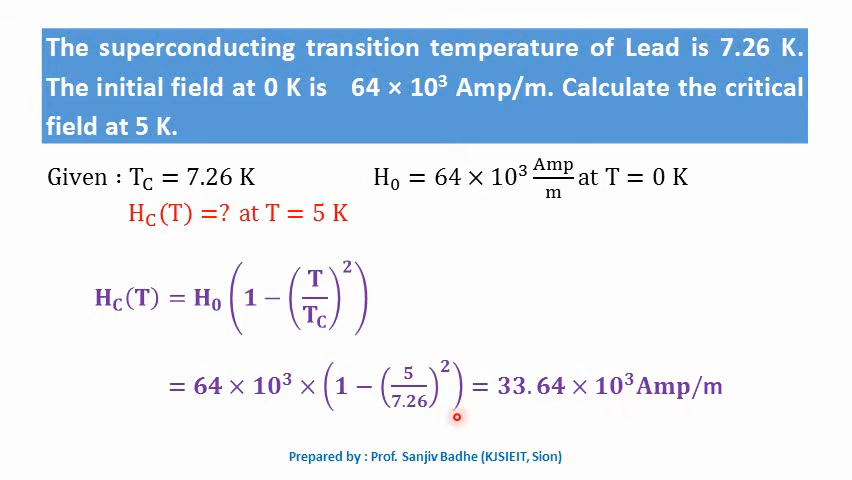 The superconducting transition temperature of Lead is 7.26 K.
The initial field at 0 K is 64 × 10³ Amp/m. Calculate the critical
field at 5 K.
Given : T_C = 7.26 K H₀ = 64 × 10³ Amp/m at T = 0 K
H_C(T) =? at T = 5 K
H_C(T) = H₀ (1 − (T/T_C)²)
= 64 × 10³ × (1 − (5/7.26)²) = 33.64 × 10³ Amp/m
Prepared by : Prof. Sanjiv Badhe (KJSIEIT, Sion)